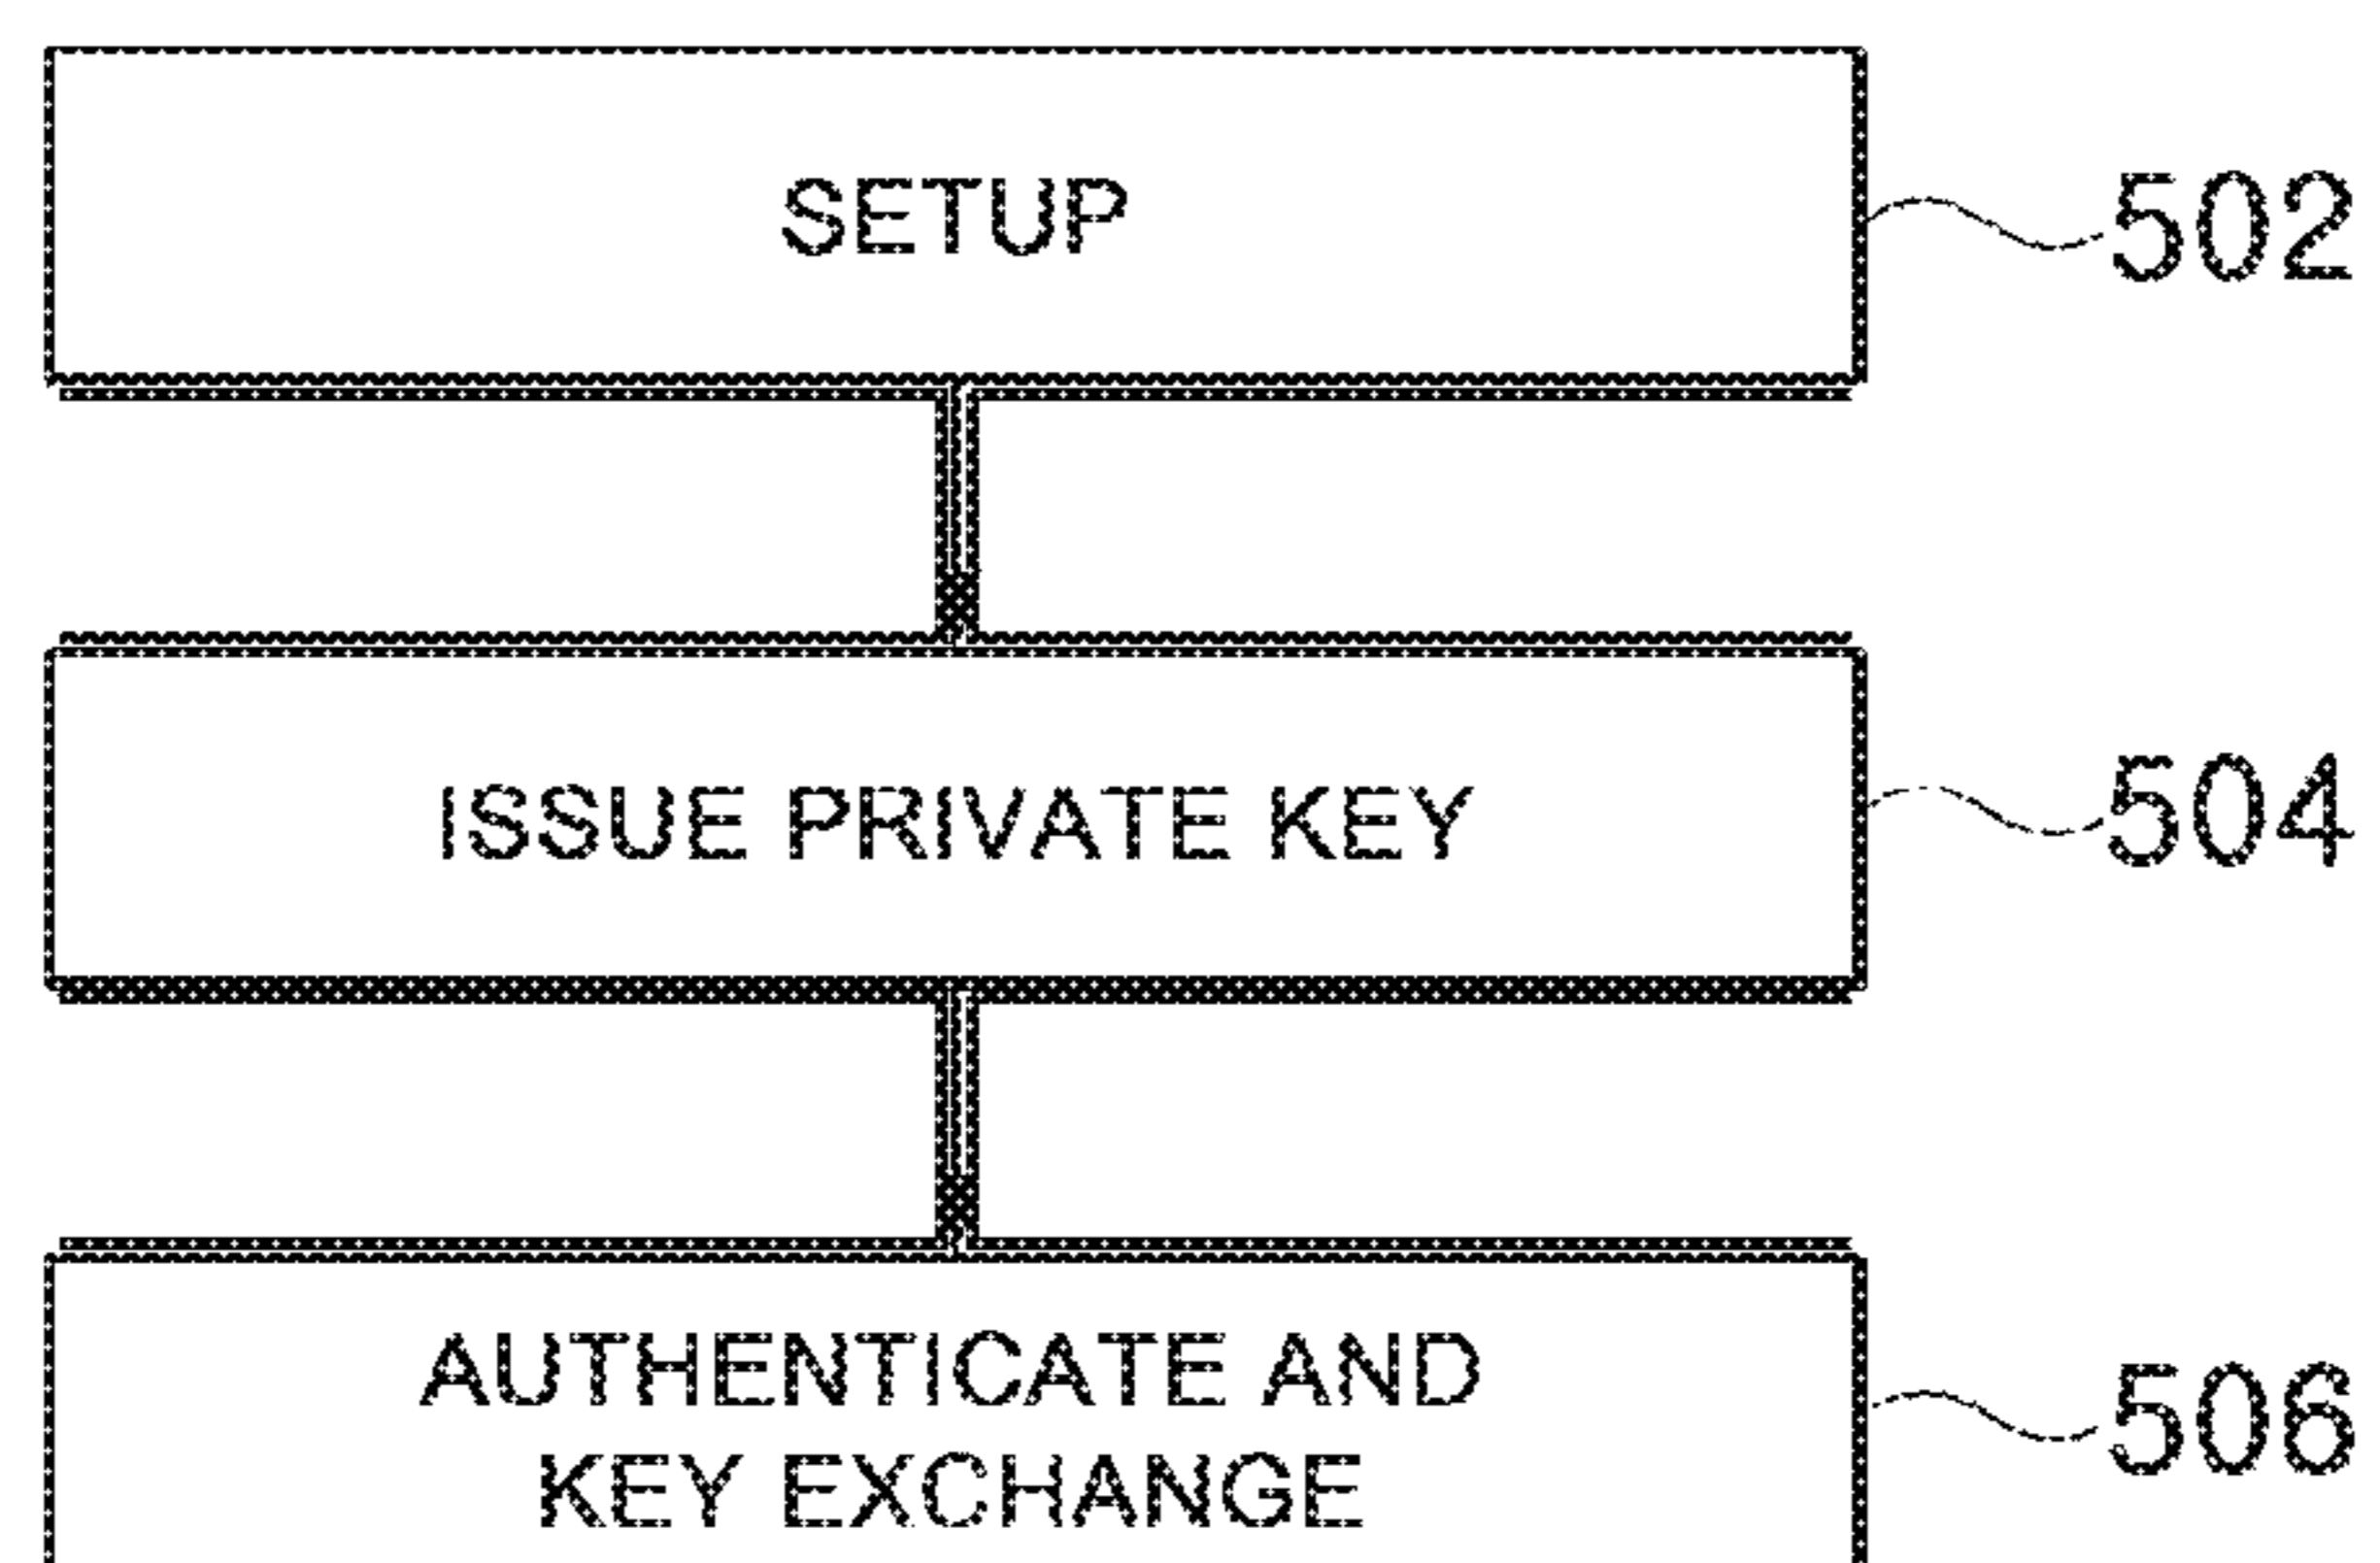 SETUP
502
ISSUE PRIVATE KEY
504
AUTHENTICATE AND
KEY EXCHANGE
506